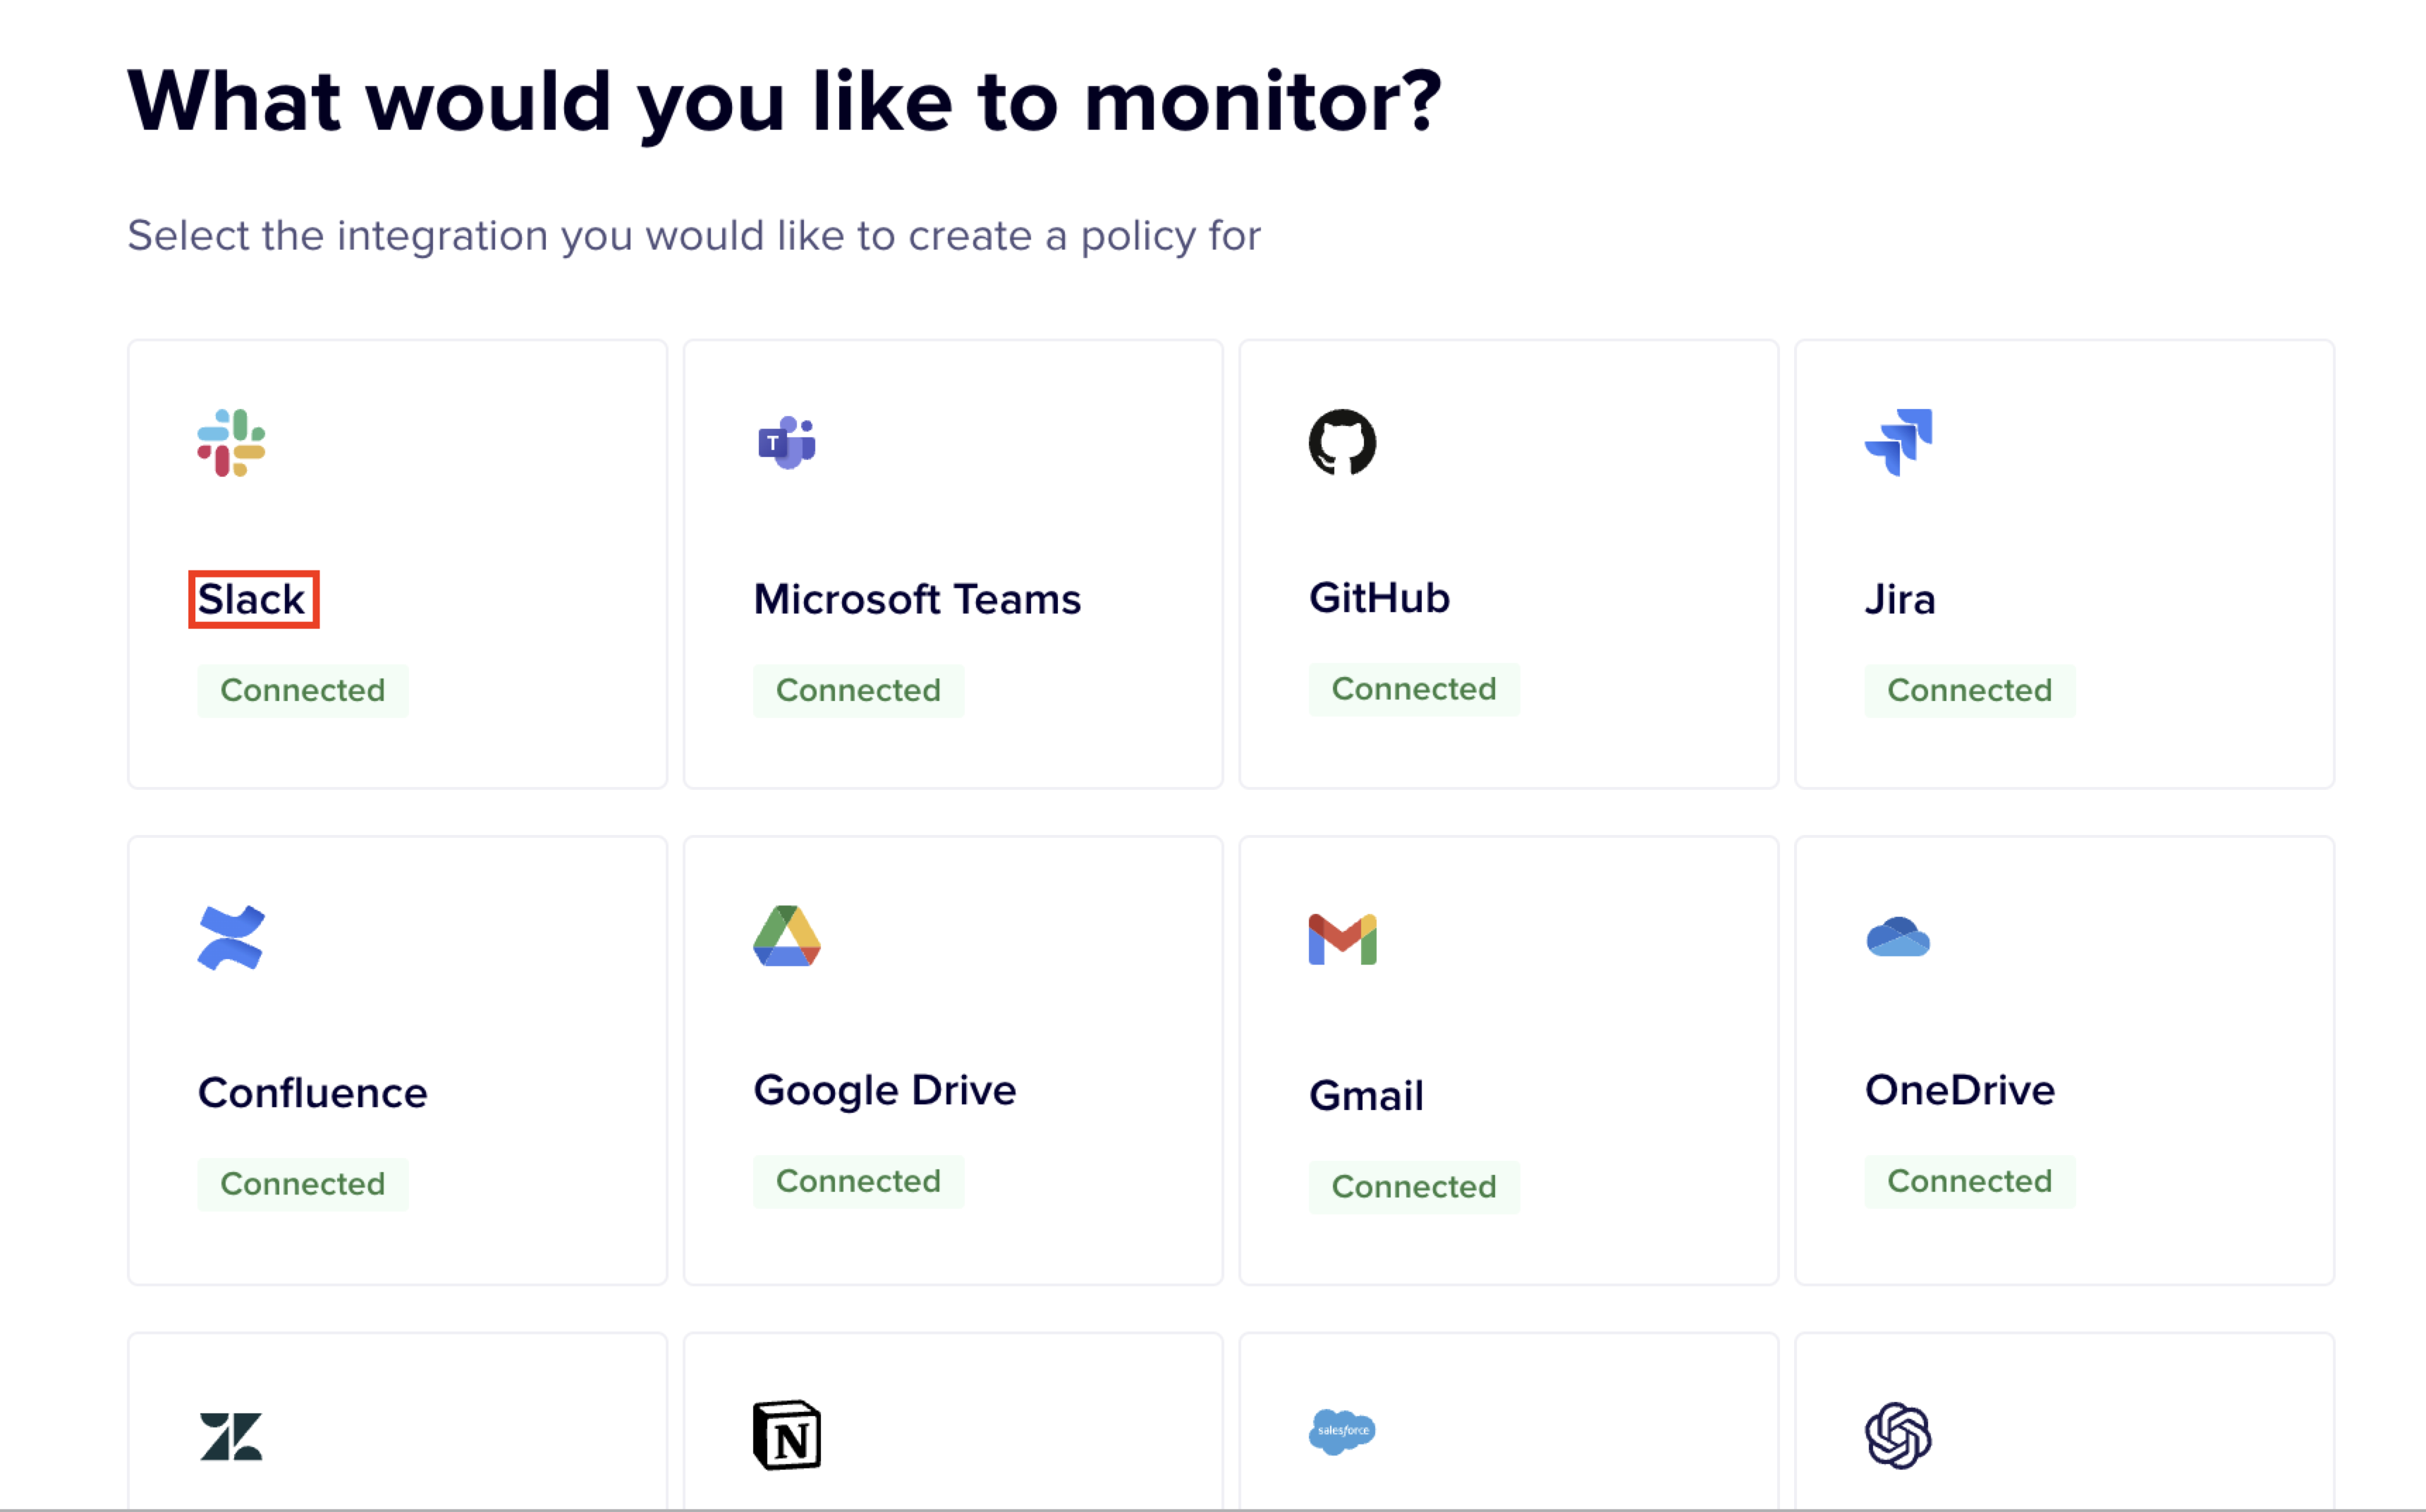 What would you like to monitor?
Select the integration you would like to create a policy for
T
Slack
Microsoft Teams
GitHub
Jira
Connected
Connected
Connected
Connected
Confluence
Google Drive
Gmail
OneDrive
Connected
Connected
Connected
Connected
N
salesforce